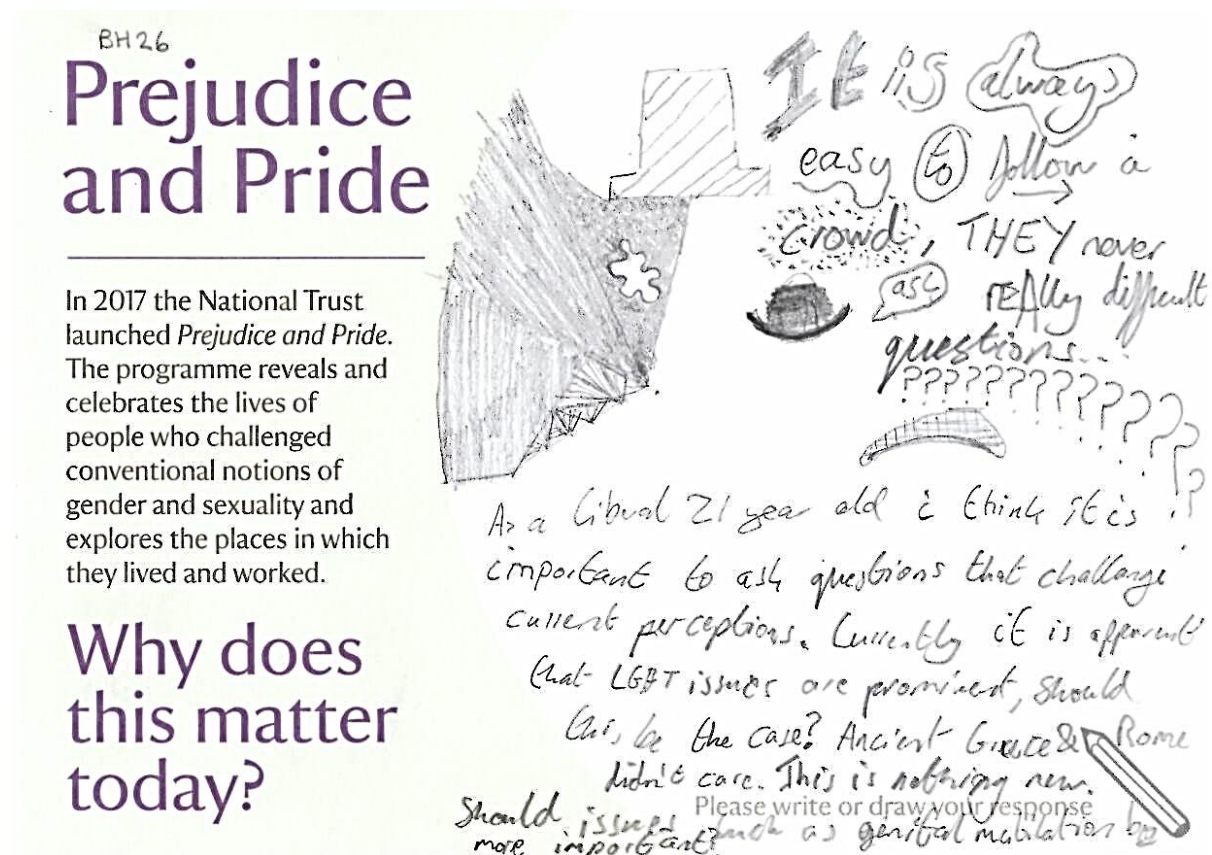 BH26
Prejudice
and Pride
In 2017 the National Trust
launched Prejudice and Pride.
The programme reveals and
celebrates the lives of
people who challenged
conventional notions of
gender and sexuality and
explores the places in which
they lived and worked.
Why does
this matter
today?
It is always
easy to follow a
crowd, THEY never
ask REAlly difficult
questions...
??????????????
As a liberal 21 year old i think it is
important to ask questions that challange
current perceptions. Currently it is apparent
that LGBT issues are prominent, should
this be the case? Ancient Greece & Rome
didn't care. This is nothing new.
Please write or draw your response
Should issues such as genital mutilation be
more important?